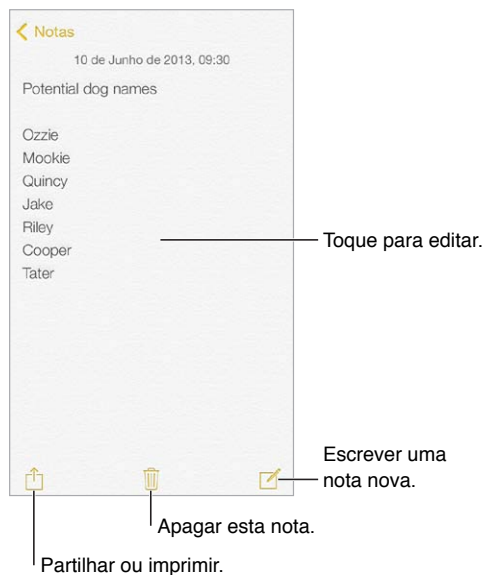 Notas
10 de Junho de 2013, 09:30
Potential dog names
Ozzie
Mookie
Quincy
Jake
Riley
Cooper
Tater
Toque para editar.
Escrever uma
nota nova.
Apagar esta nota.
Partilhar ou imprimir.